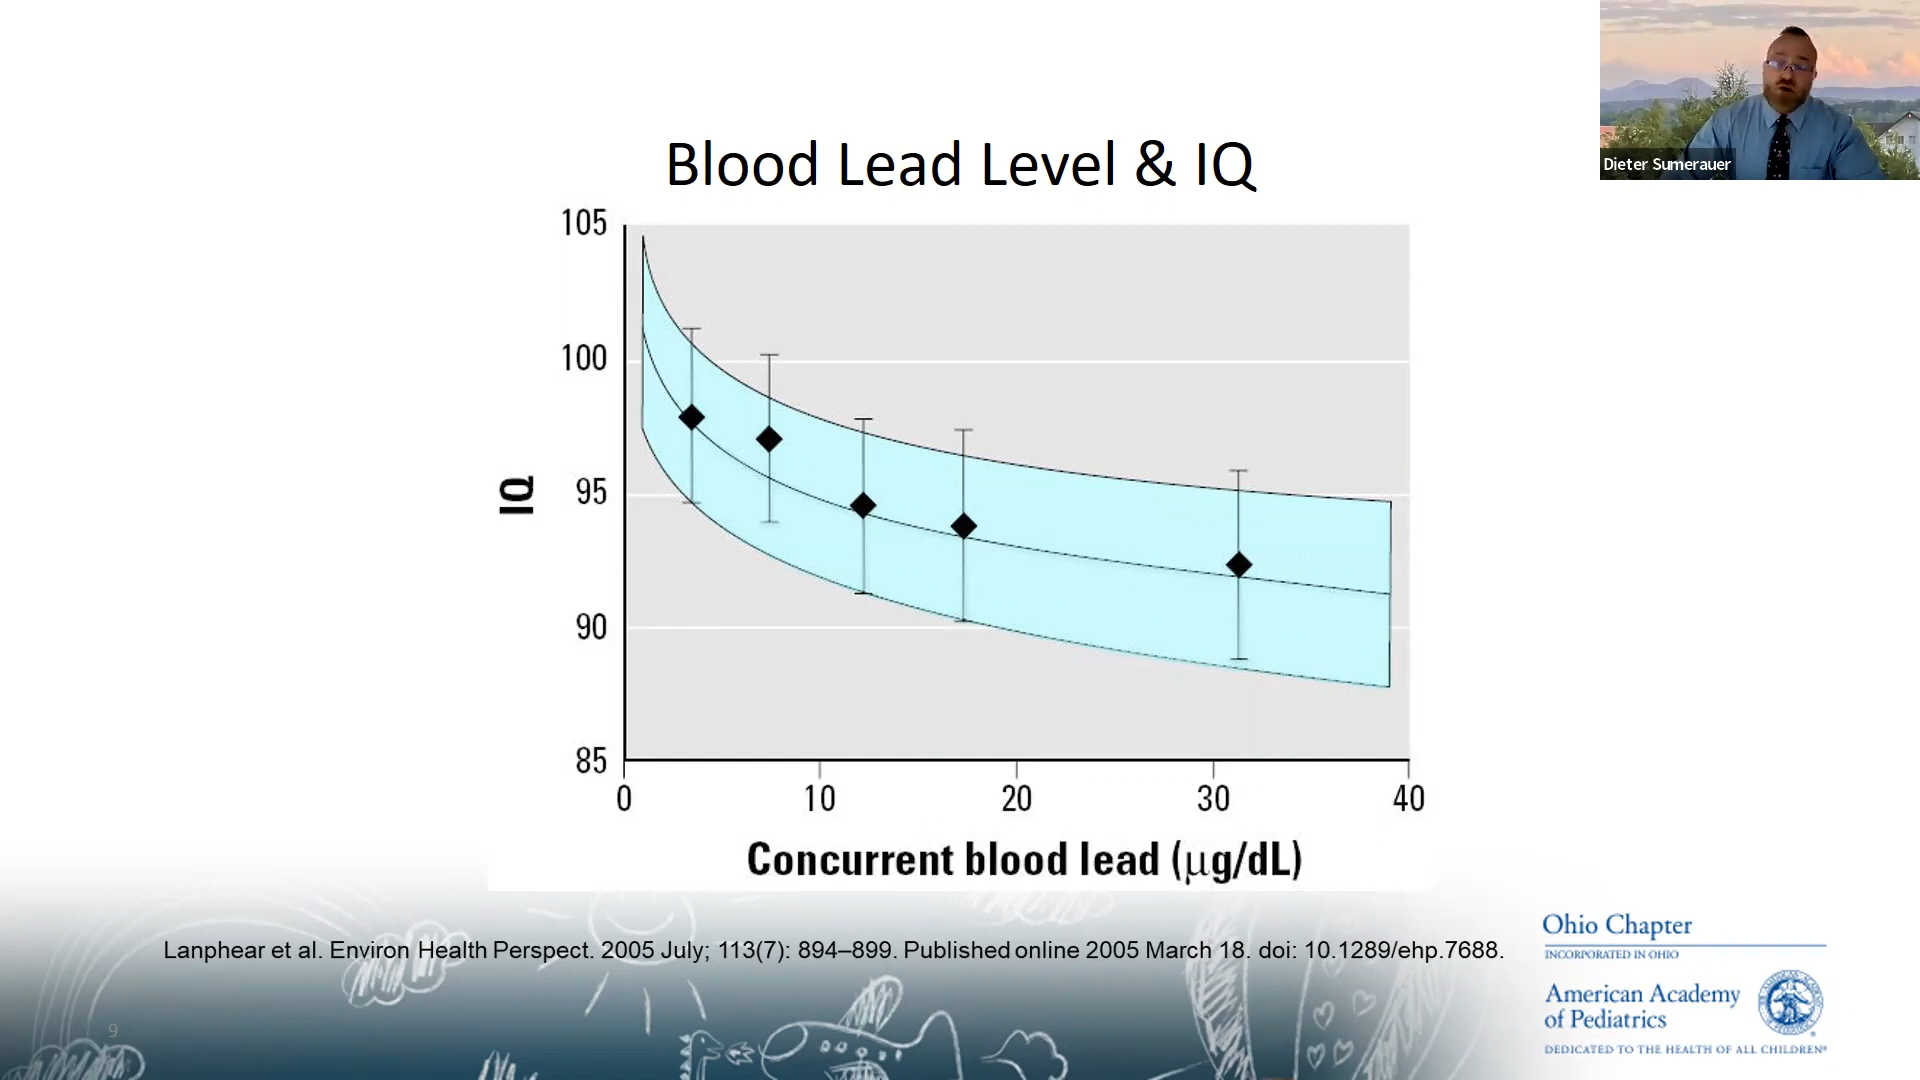 Dieter Sumerauer
Blood Lead Level & IQ
105
100
95
90
85
IQ
0 10 20 30 40
Concurrent blood lead (µg/dL)
Lanphear et al. Environ Health Perspect. 2005 July; 113(7): 894–899. Published online 2005 March 18. doi: 10.1289/ehp.7688.
9
Ohio Chapter
INCORPORATED IN OHIO
American Academy
of Pediatrics
DEDICATED TO THE HEALTH OF ALL CHILDREN®